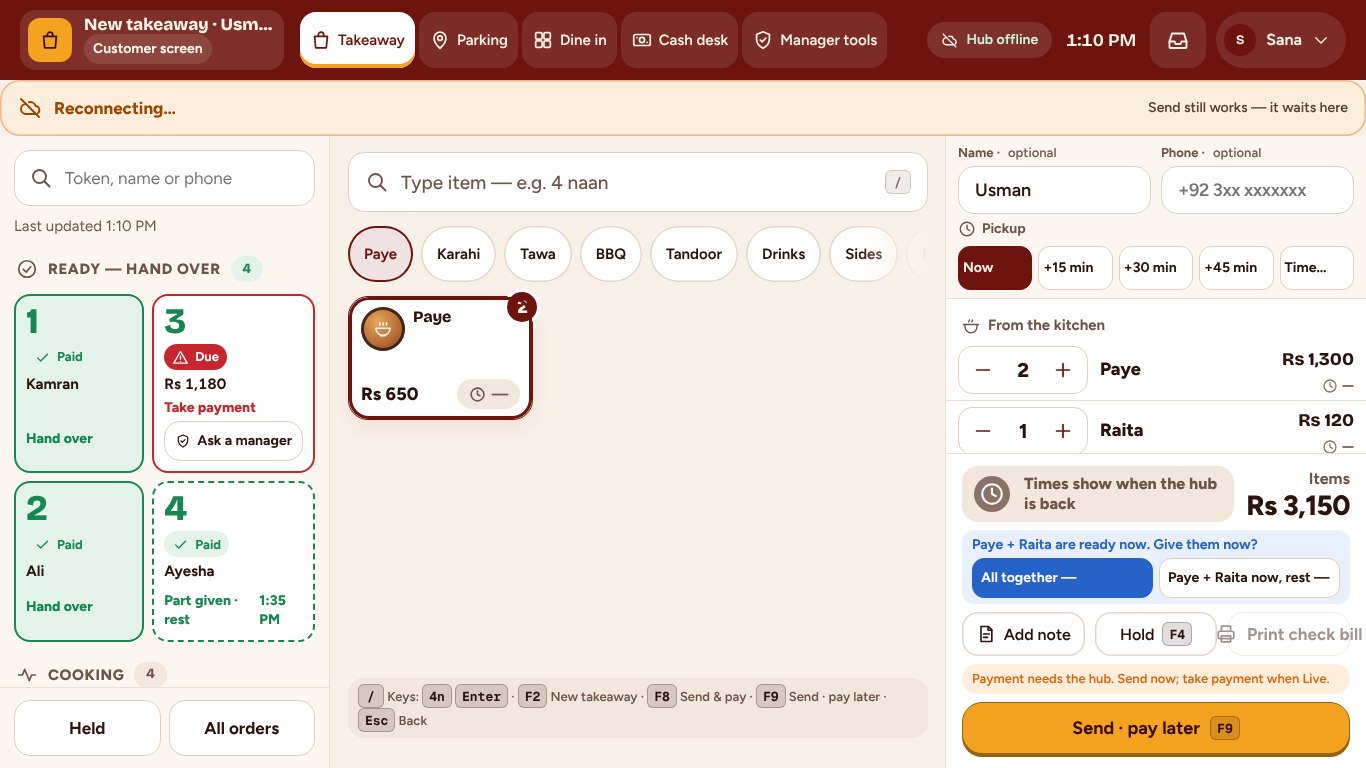 New takeaway · Usm...
Customer screen
Takeaway
Parking
Dine in
Cash desk
Manager tools
Hub offline
1:10 PM
S
Sana
Reconnecting...
Send still works — it waits here
Token, name or phone
Last updated 1:10 PM
READY — HAND OVER 4
1
Paid
Kamran
Hand over
3
Due
Rs 1,180
Take payment
Ask a manager
2
Paid
Ali
Hand over
4
Paid
Ayesha
Part given · rest 1:35 PM
COOKING 4
Held
All orders
Type item — e.g. 4 naan /
Paye
Karahi
Tawa
BBQ
Tandoor
Drinks
Sides
2
Paye
Rs 650
—
/ Keys: 4n Enter · F2 New takeaway · F8 Send & pay · F9 Send · pay later ·
Esc Back
Name · optional
Usman
Phone · optional
+92 3xx xxxxxxx
Pickup
Now
+15 min
+30 min
+45 min
Time...
From the kitchen
− 2 + Paye Rs 1,300
—
− 1 + Raita Rs 120
—
Times show when the hub
is back
Items
Rs 3,150
Paye + Raita are ready now. Give them now?
All together —
Paye + Raita now, rest —
Add note
Hold F4
Print check bill
Payment needs the hub. Send now; take payment when Live.
Send · pay later F9